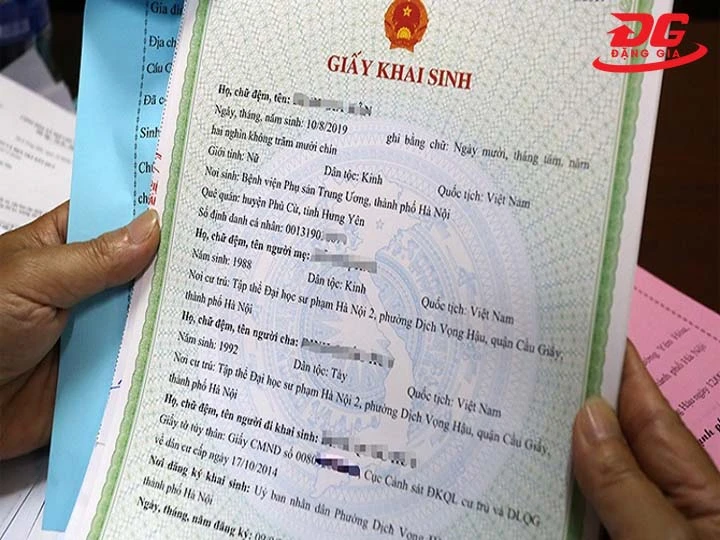 ĐG
ĐẶNG GIA
Gia đìn
Địa ch
Cầu G
Đã c
Sinh
Chứ
GIẤY KHAI SINH
Họ, chữ đệm, tên:
Ngày, tháng, năm sinh: 10/8/2019 ghi bằng chữ: Ngày mười, tháng tám, năm
hai nghìn không trăm mười chín
Giới tính: Nữ Dân tộc: Kinh Quốc tịch: Việt Nam
Nơi sinh: Bệnh viện Phụ sản Trung Ương, thành phố Hà Nội
Quê quán: huyện Phù Cừ, tỉnh Hưng Yên
Số định danh cá nhân: 0013190
Họ, chữ đệm, tên người mẹ:
Năm sinh: 1988 Dân tộc: Kinh Quốc tịch: Việt Nam
Nơi cư trú: Tập thể Đại học sư phạm Hà Nội 2, phường Dịch Vọng Hậu, quận Cầu Giấy,
thành phố Hà Nội
Họ, chữ đệm, tên người cha:
Năm sinh: 1992 Dân tộc: Tày Quốc tịch: Việt Nam
Nơi cư trú: Tập thể Đại học sư phạm Hà Nội 2, phường Dịch Vọng Hậu, quận Cầu Giấy,
thành phố Hà Nội
Họ, chữ đệm, tên người đi khai sinh:
Giấy tờ tùy thân: Giấy CMND số 0080 Cục Cảnh sát ĐKQL cư trú và DLQG
về dân cư cấp ngày 17/10/2014
Nơi đăng ký khai sinh: Uỷ ban nhân dân Phường Dịch Vọng H
thành phố Hà Nội
Ngày, tháng, năm đăng ký: